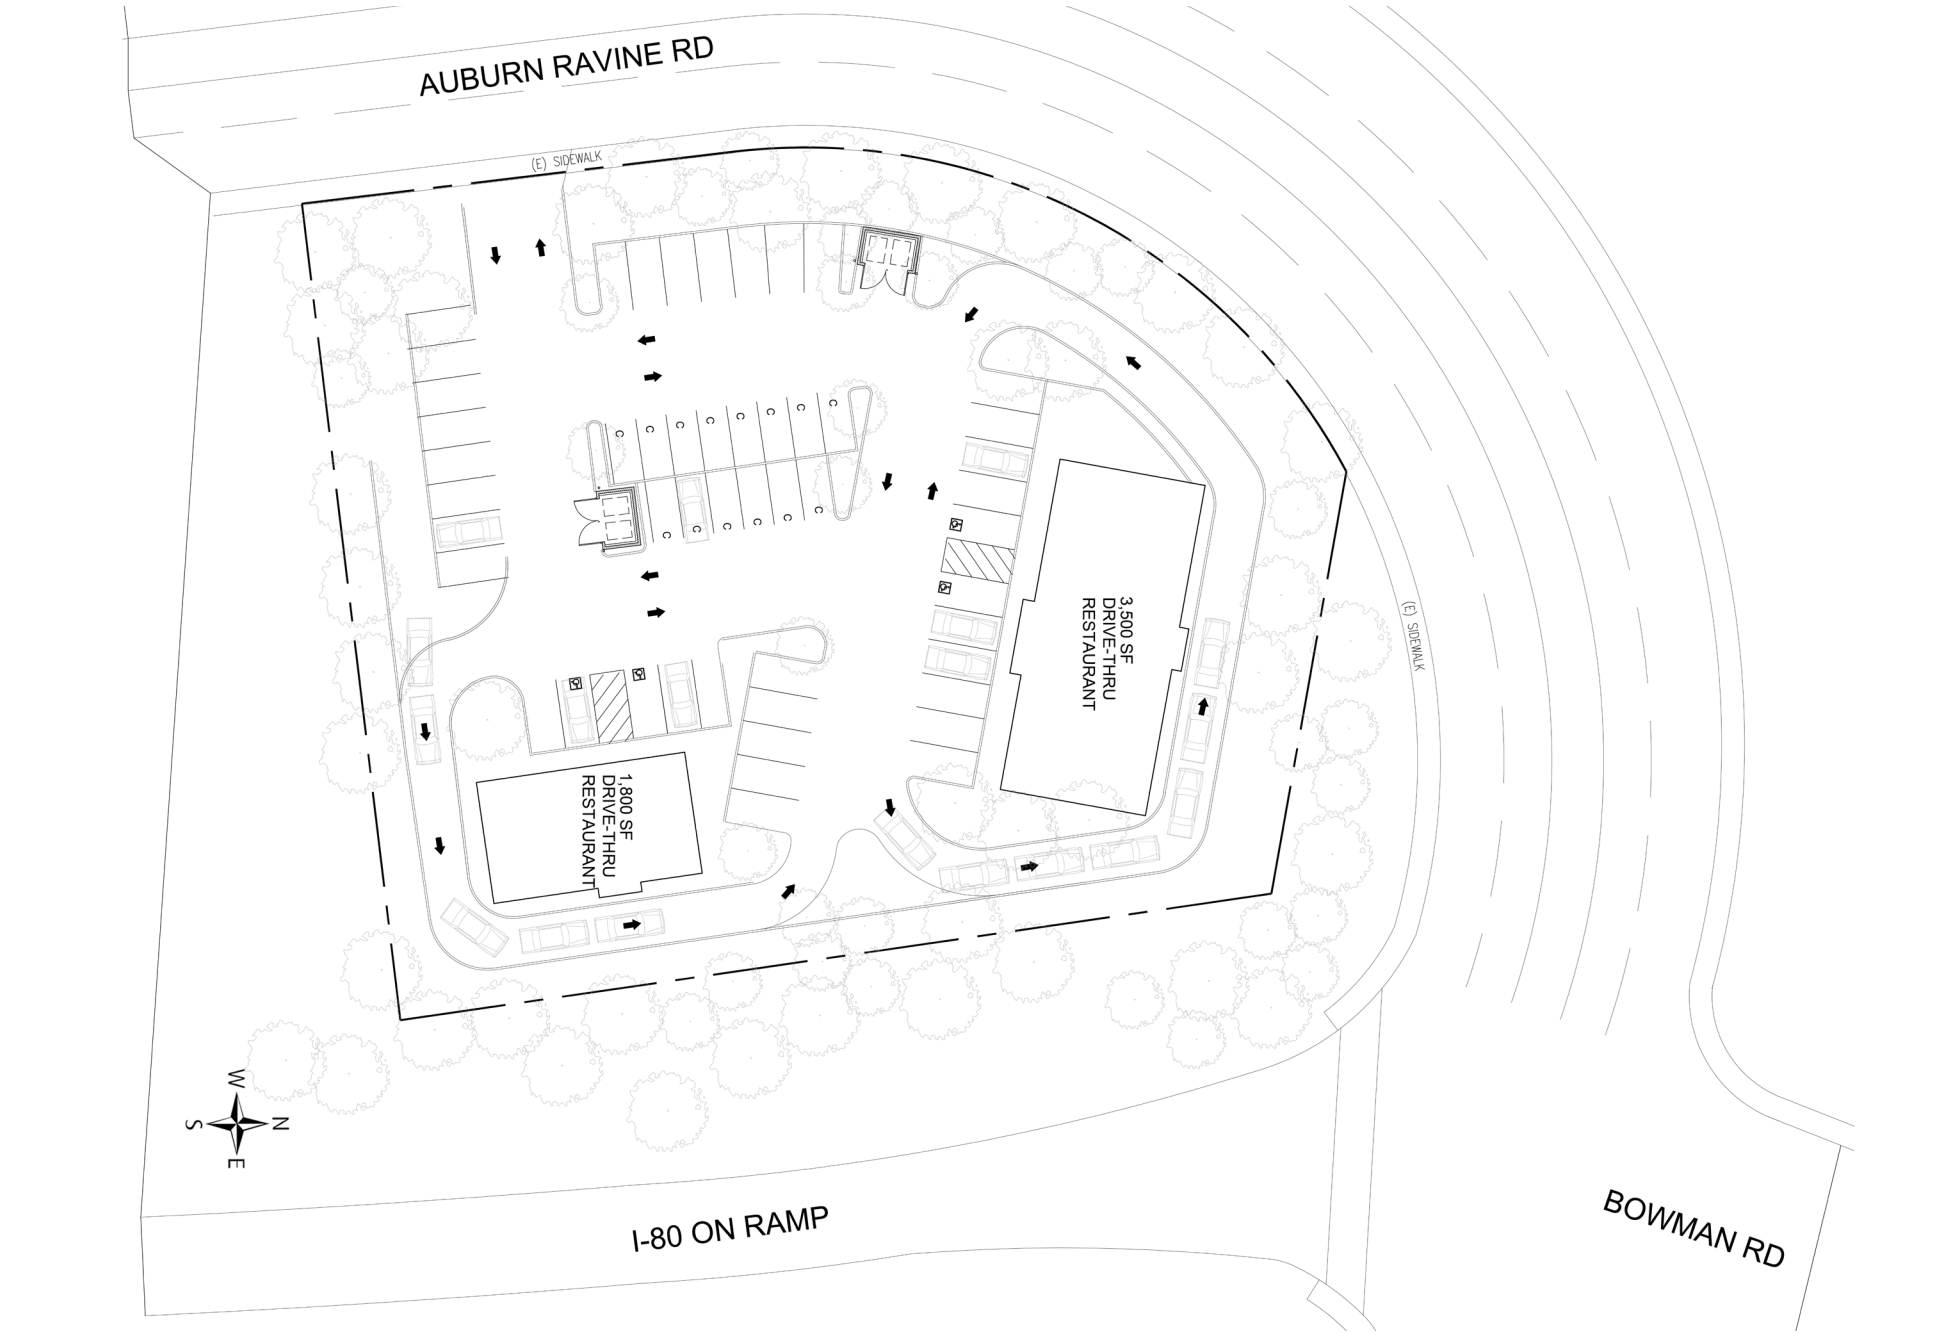 AUBURN RAVINE RD
(E) SIDEWALK
C
C
C
C
C
C
C
C
C
C
C
C
C
C
3,500 SF
DRIVE-THRU
RESTAURANT
(E) SIDEWALK
1,800 SF
DRIVE-THRU
RESTAURANT
W
N
S
E
I-80 ON RAMP
BOWMAN RD